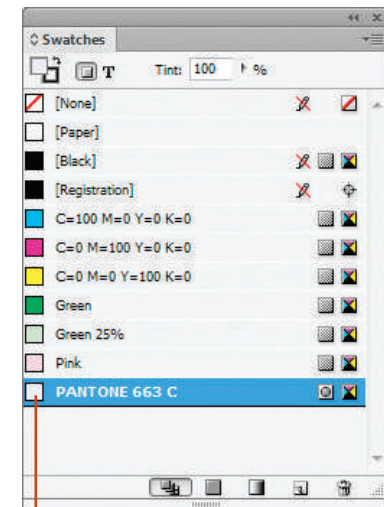 Swatches
T Tint: 100 %
[None]
[Paper]
[Black]
[Registration]
C=100 M=0 Y=0 K=0
C=0 M=100 Y=0 K=0
C=0 M=0 Y=100 K=0
Green
Green 25%
Pink
PANTONE 663 C